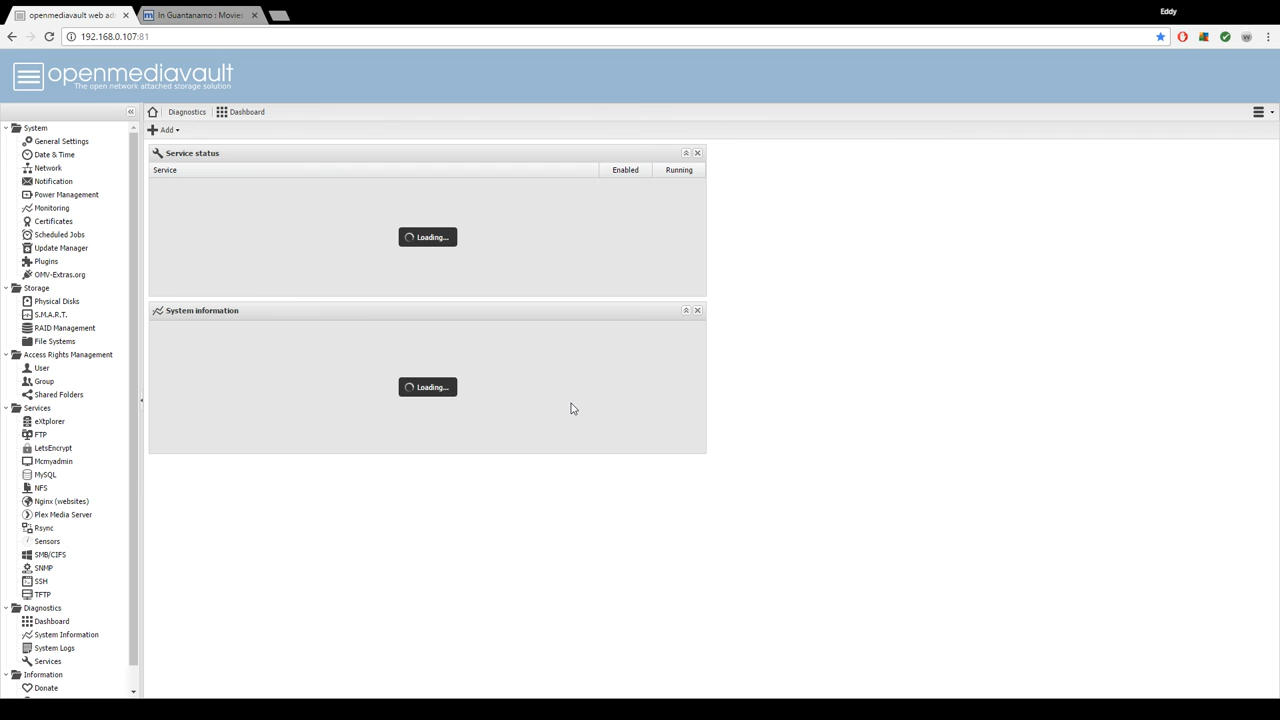 openmediavault web ad
In Guantanamo : Movies
Eddy
192.168.0.107:81
openmediavault
The open network attached storage solution
Diagnostics
Dashboard
Add
System
General Settings
Date & Time
Network
Notification
Power Management
Monitoring
Certificates
Scheduled Jobs
Update Manager
Plugins
OMV-Extras.org
Storage
Physical Disks
S.M.A.R.T.
RAID Management
File Systems
Access Rights Management
User
Group
Shared Folders
Services
eXtplorer
FTP
LetsEncrypt
Mcmyadmin
MySQL
NFS
Nginx (websites)
Plex Media Server
Rsync
Sensors
SMB/CIFS
SNMP
SSH
TFTP
Diagnostics
Dashboard
System Information
System Logs
Services
Information
Donate
Service status
Service
Enabled
Running
Loading...
System information
Loading...